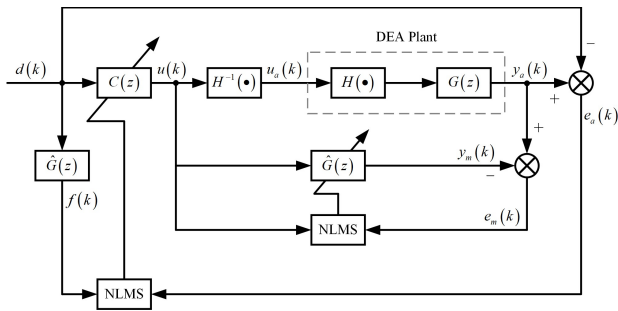 DEA Plant
−
d(k)
C(z)
u(k)
H⁻¹(•)
u_a(k)
H(•)
G(z)
y_a(k)
+
e_a(k)
+
Ĝ(z)
Ĝ(z)
y_m(k)
−
f(k)
NLMS
e_m(k)
NLMS